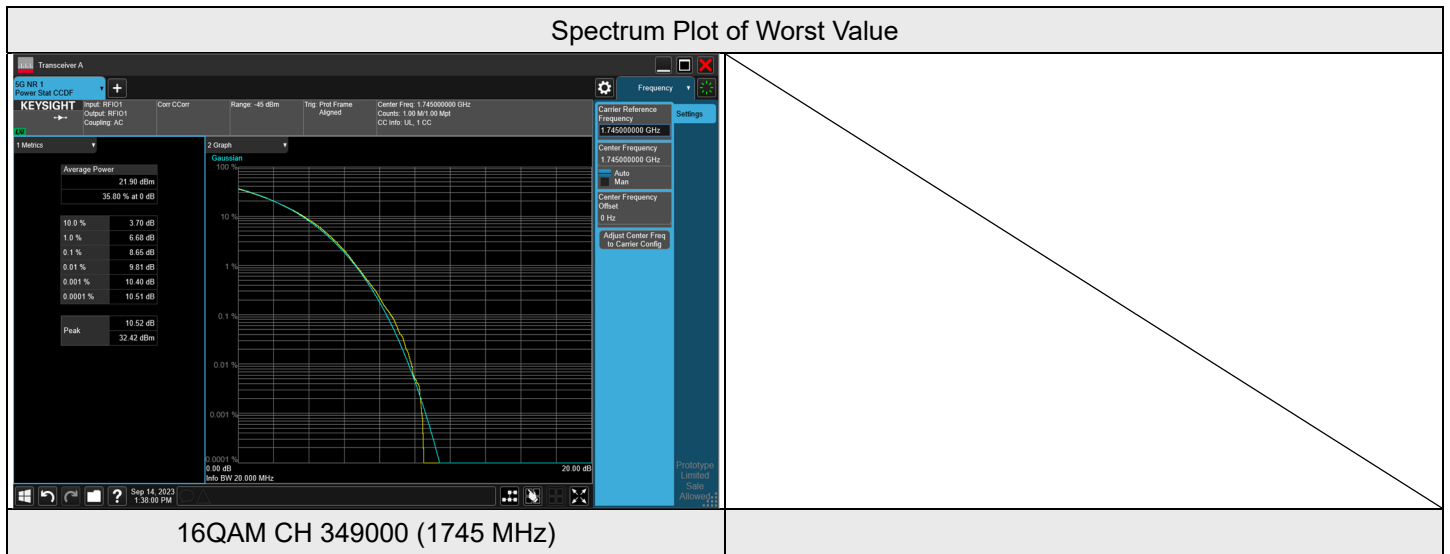 Spectrum Plot of Worst Value
Transceiver A
5G NR 1
Power Stat CCDF
+
Frequency
KEYSIGHT
Input: RFIO1
Output: RFIO1
Coupling: AC
Corr CCorr
Range: -45 dBm
Trig: Prot Frame
Aligned
Center Freq: 1.745000000 GHz
Counts: 1.00 M/1.00 Mpt
CC Info: UL, 1 CC
Carrier Reference
Frequency
1.745000000 GHz
Settings
Center Frequency
1.745000000 GHz
Auto
Man
Center Frequency
Offset
0 Hz
Adjust Center Freq
to Carrier Config
1 Metrics
Average Power
21.90 dBm
35.80 % at 0 dB
10.0 % 3.70 dB
1.0 % 6.68 dB
0.1 % 8.65 dB
0.01 % 9.81 dB
0.001 % 10.40 dB
0.0001 % 10.51 dB
Peak 10.52 dB
32.42 dBm
2 Graph
Gaussian
100 %
10 %
1 %
0.1 %
0.01 %
0.001 %
0.0001 %
0.00 dB 20.00 dB
Info BW 20.000 MHz
Prototype
Limited
Sale
Allowed
? Sep 14, 2023
1:38:00 PM
16QAM CH 349000 (1745 MHz)